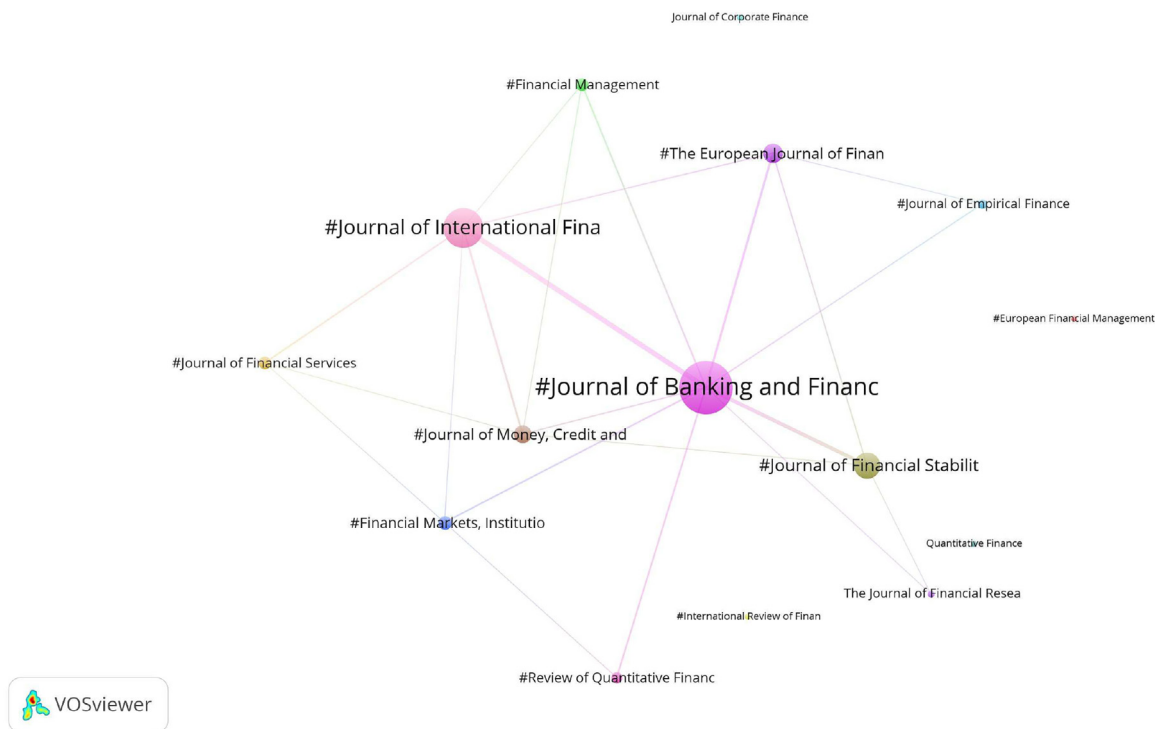 Journal of Corporate Finance
#Financial Management
#The European Journal of Finan
#Journal of Empirical Finance
#Journal of International Fina
#European Financial Management
#Journal of Financial Services
#Journal of Banking and Financ
#Journal of Money, Credit and
#Journal of Financial Stabilit
#Financial Markets, Institutio
Quantitative Finance
The Journal of Financial Resea
#International Review of Finan
#Review of Quantitative Financ
VOSviewer